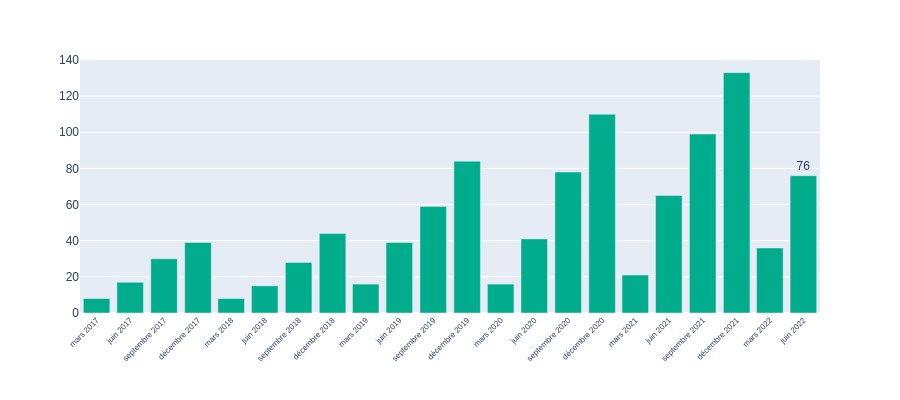 140
120
100
80
60
40
20
0
76
mars 2017
juin 2017
septembre 2017
décembre 2017
mars 2018
juin 2018
septembre 2018
décembre 2018
mars 2019
juin 2019
septembre 2019
décembre 2019
mars 2020
juin 2020
septembre 2020
décembre 2020
mars 2021
juin 2021
septembre 2021
décembre 2021
mars 2022
juin 2022